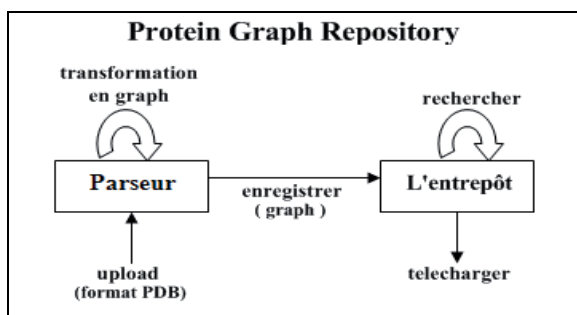 Protein Graph Repository
transformation
en graph
rechercher
Parseur
L'entrepôt
enregistrer
( graph )
upload
(format PDB)
telecharger